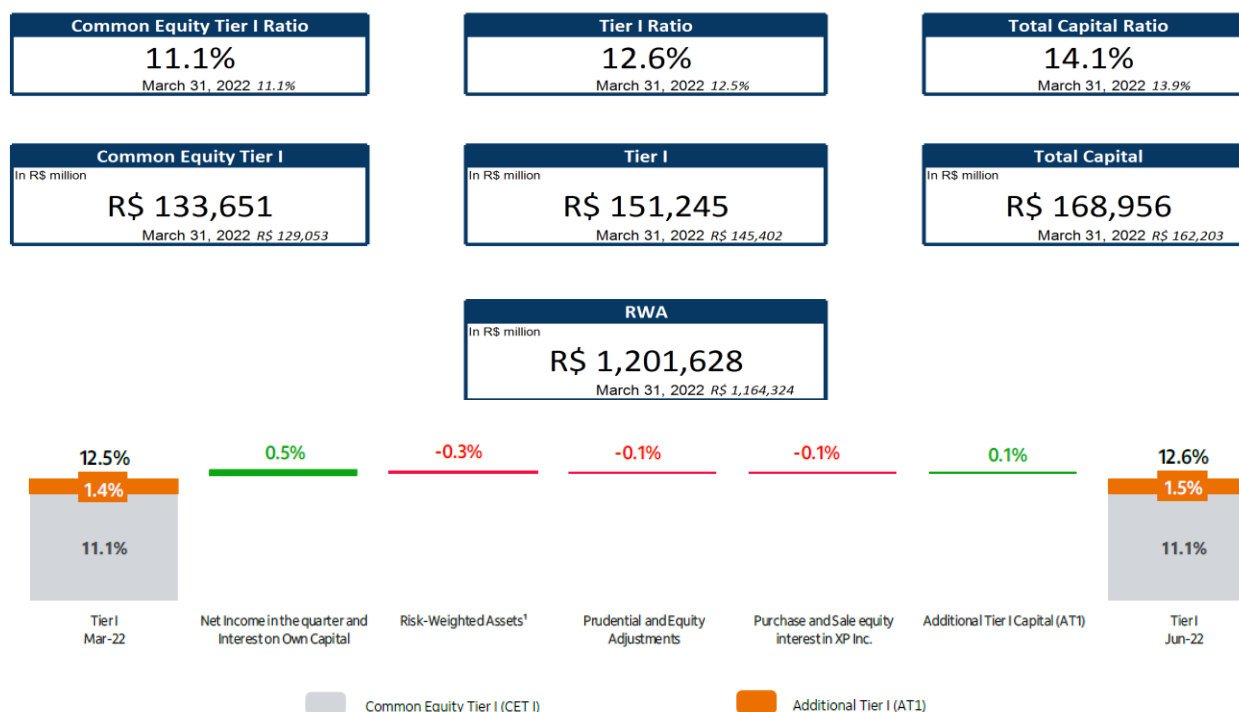 Common Equity Tier I Ratio
11.1%
March 31, 2022 11.1%
Tier I Ratio
12.6%
March 31, 2022 12.5%
Total Capital Ratio
14.1%
March 31, 2022 13.9%
Common Equity Tier I
In R$ million
R$ 133,651
March 31, 2022 R$ 129,053
Tier I
In R$ million
R$ 151,245
March 31, 2022 R$ 145,402
Total Capital
In R$ million
R$ 168,956
March 31, 2022 R$ 162,203
RWA
In R$ million
R$ 1,201,628
March 31, 2022 R$ 1,164,324
12.5%
1.4%
11.1%
0.5%
-0.3%
-0.1%
-0.1%
0.1%
12.6%
1.5%
11.1%
Tier I
Mar-22
Net Income in the quarter and
Interest on Own Capital
Risk-Weighted Assets¹
Prudential and Equity
Adjustments
Purchase and Sale equity
interest in XP Inc.
Additional Tier I Capital (AT1)
Tier I
Jun-22
Common Equity Tier I (CET I)
Additional Tier I (AT1)